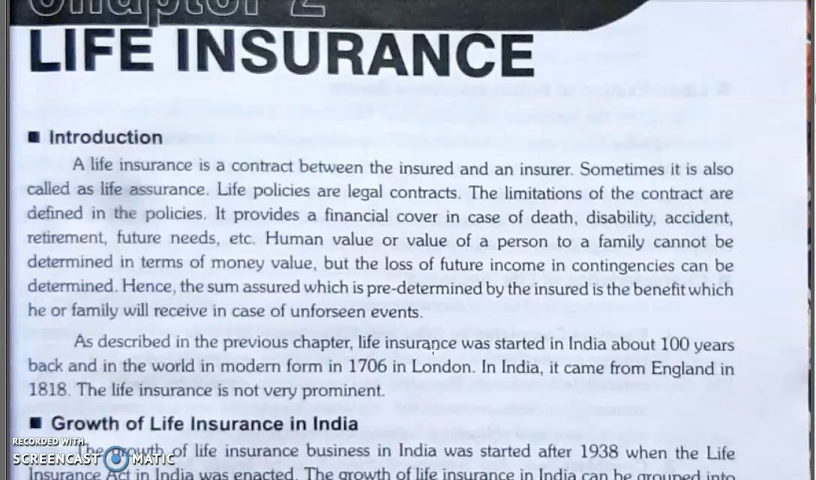 Chapter 2
LIFE INSURANCE
■ Introduction
A life insurance is a contract between the insured and an insurer. Sometimes it is also
called as life assurance. Life policies are legal contracts. The limitations of the contract are
defined in the policies. It provides a financial cover in case of death, disability, accident,
retirement, future needs, etc. Human value or value of a person to a family cannot be
determined in terms of money value, but the loss of future income in contingencies can be
determined. Hence, the sum assured which is pre-determined by the insured is the benefit which
he or family will receive in case of unforseen events.
As described in the previous chapter, life insurance was started in India about 100 years
back and in the world in modern form in 1706 in London. In India, it came from England in
1818. The life insurance is not very prominent.
■ Growth of Life Insurance in India
The growth of life insurance business in India was started after 1938 when the Life
Insurance Act in India was enacted. The growth of life insurance in India can be grouped into
RECORDED WITH
SCREENCAST MATIC